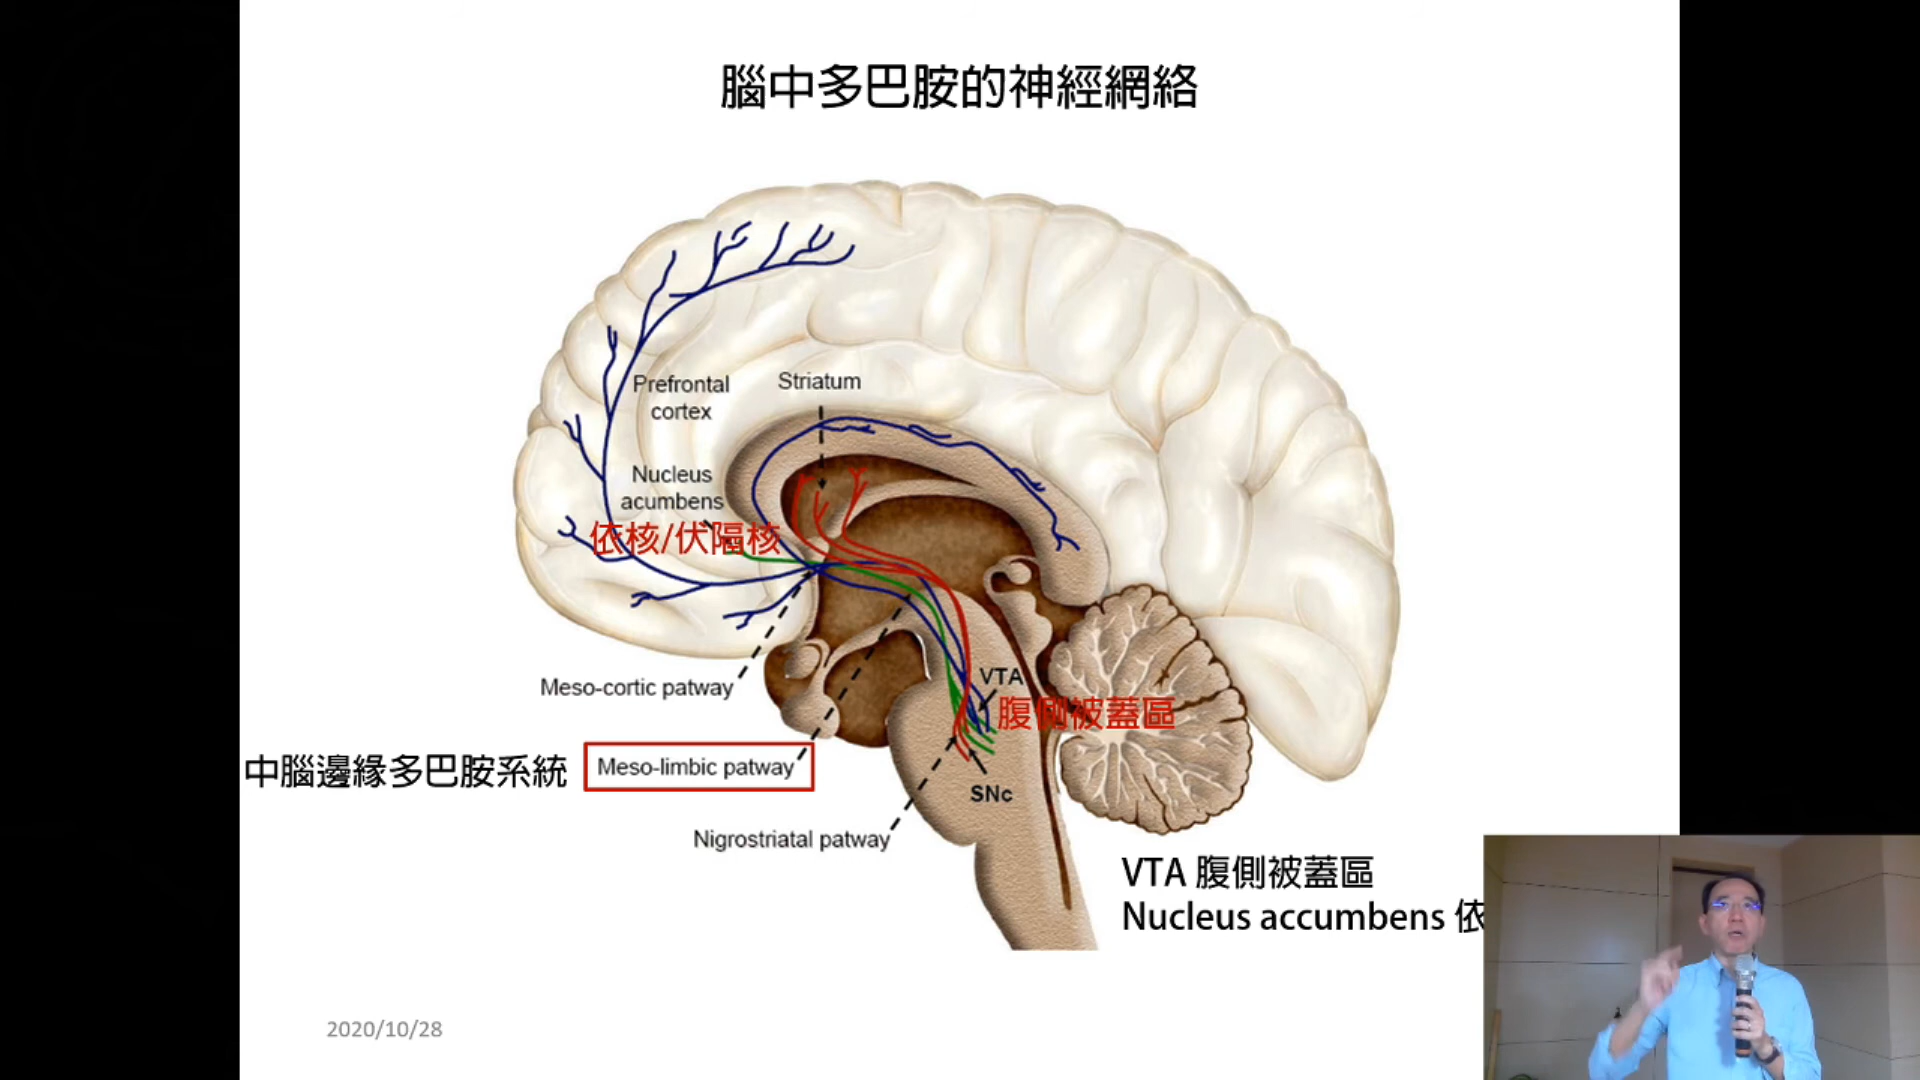 腦中多巴胺的神經網絡
Prefrontal
cortex
Striatum
Nucleus
acumbens
依核/伏隔核
VTA
腹側被蓋區
Meso-cortic patway
中腦邊緣多巴胺系統
Meso-limbic patway
SNc
Nigrostriatal patway
VTA 腹側被蓋區
Nucleus accumbens 依
2020/10/28